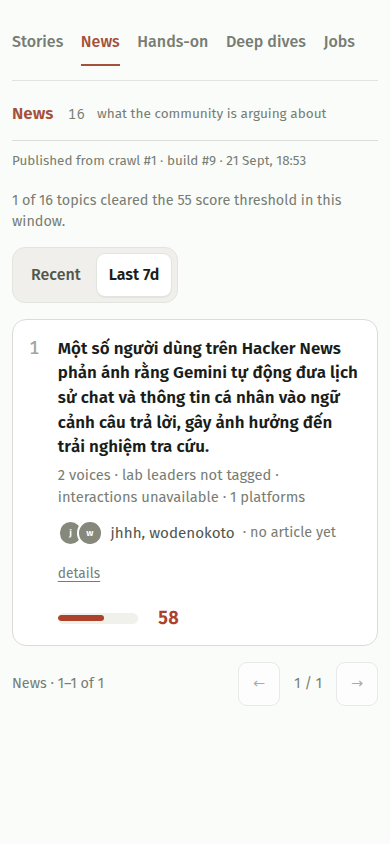 Stories News Hands-on Deep dives Jobs
News 16 what the community is arguing about
Published from crawl #1 · build #9 · 21 Sept, 18:53
1 of 16 topics cleared the 55 score threshold in this
window.
Recent Last 7d
1 Một số người dùng trên Hacker News
phản ánh rằng Gemini tự động đưa lịch
sử chat và thông tin cá nhân vào ngữ
cảnh câu trả lời, gây ảnh hưởng đến
trải nghiệm tra cứu.
2 voices · lab leaders not tagged ·
interactions unavailable · 1 platforms
j w jhhh, wodenokoto · no article yet
details
58
News · 1–1 of 1 ← 1 / 1 →